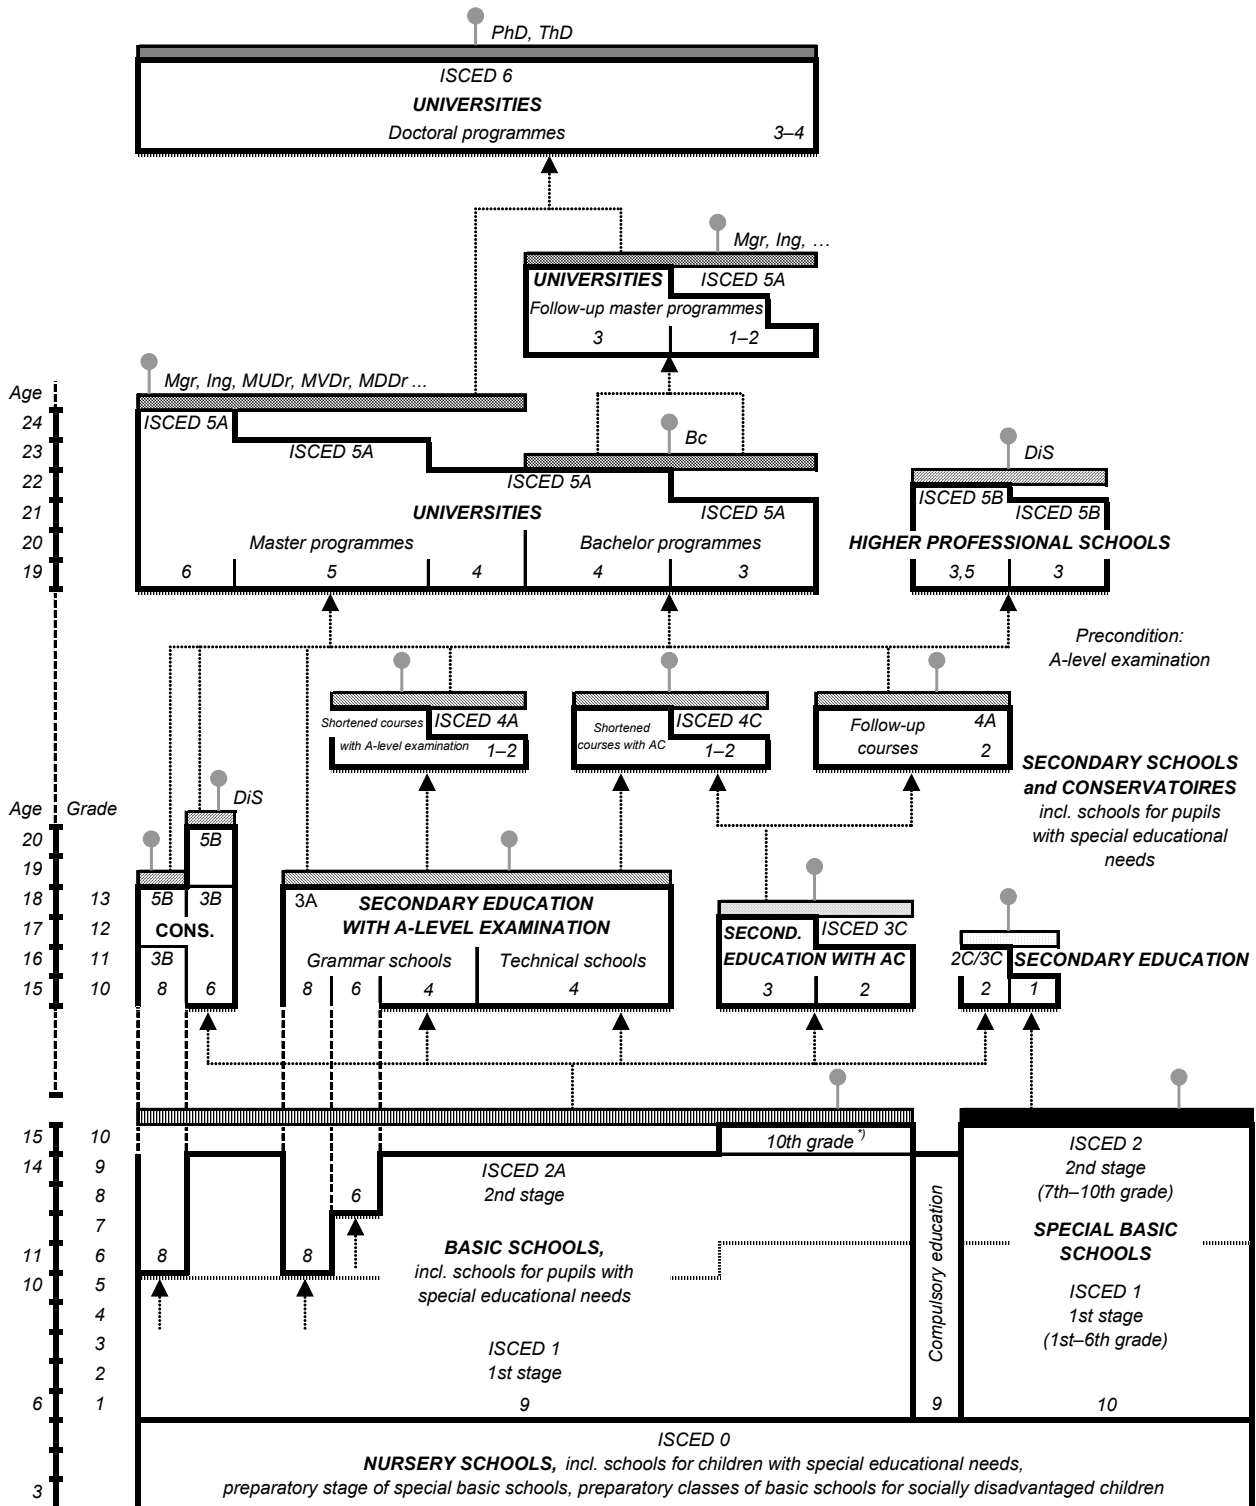 PhD, ThD
ISCED 6
UNIVERSITIES
Doctoral programmes 3–4
Mgr, Ing, …
UNIVERSITIES ISCED 5A
Follow-up master programmes
3 1–2
Mgr, Ing, MUDr, MVDr, MDDr ...
Age
24 ISCED 5A
Bc
23 ISCED 5A
DiS
22 ISCED 5A
ISCED 5B
21 UNIVERSITIES ISCED 5A ISCED 5B
20 Master programmes Bachelor programmes HIGHER PROFESSIONAL SCHOOLS
19 6 5 4 4 3 3,5 3
Precondition:
A-level examination
Shortened courses ISCED 4A
with A-level examination 1–2
Shortened ISCED 4C
courses with AC 1–2
Follow-up 4A
courses 2
SECONDARY SCHOOLS
and CONSERVATOIRES
incl. schools for pupils
with special educational
needs
DiS
Age Grade
20 5B
19
18 13 5B 3B 3A SECONDARY EDUCATION
17 12 CONS. WITH A-LEVEL EXAMINATION SECOND. ISCED 3C
16 11 3B Grammar schools Technical schools EDUCATION WITH AC 2C/3C SECONDARY EDUCATION
15 10 8 6 8 6 4 4 3 2 2 1
15 10 10th grade *) ISCED 2
14 9 ISCED 2A 2nd stage
8 6 2nd stage (7th–10th grade)
7
11 6 8 8 BASIC SCHOOLS, SPECIAL BASIC
SCHOOLS
10 5 incl. schools for pupils with
special educational needs
Compulsory education
ISCED 1
4 1st stage
3 ISCED 1 (1st–6th grade)
2 1st stage
6 1 9 9 10
ISCED 0
NURSERY SCHOOLS, incl. schools for children with special educational needs,
3 preparatory stage of special basic schools, preparatory classes of basic schools for socially disadvantaged children